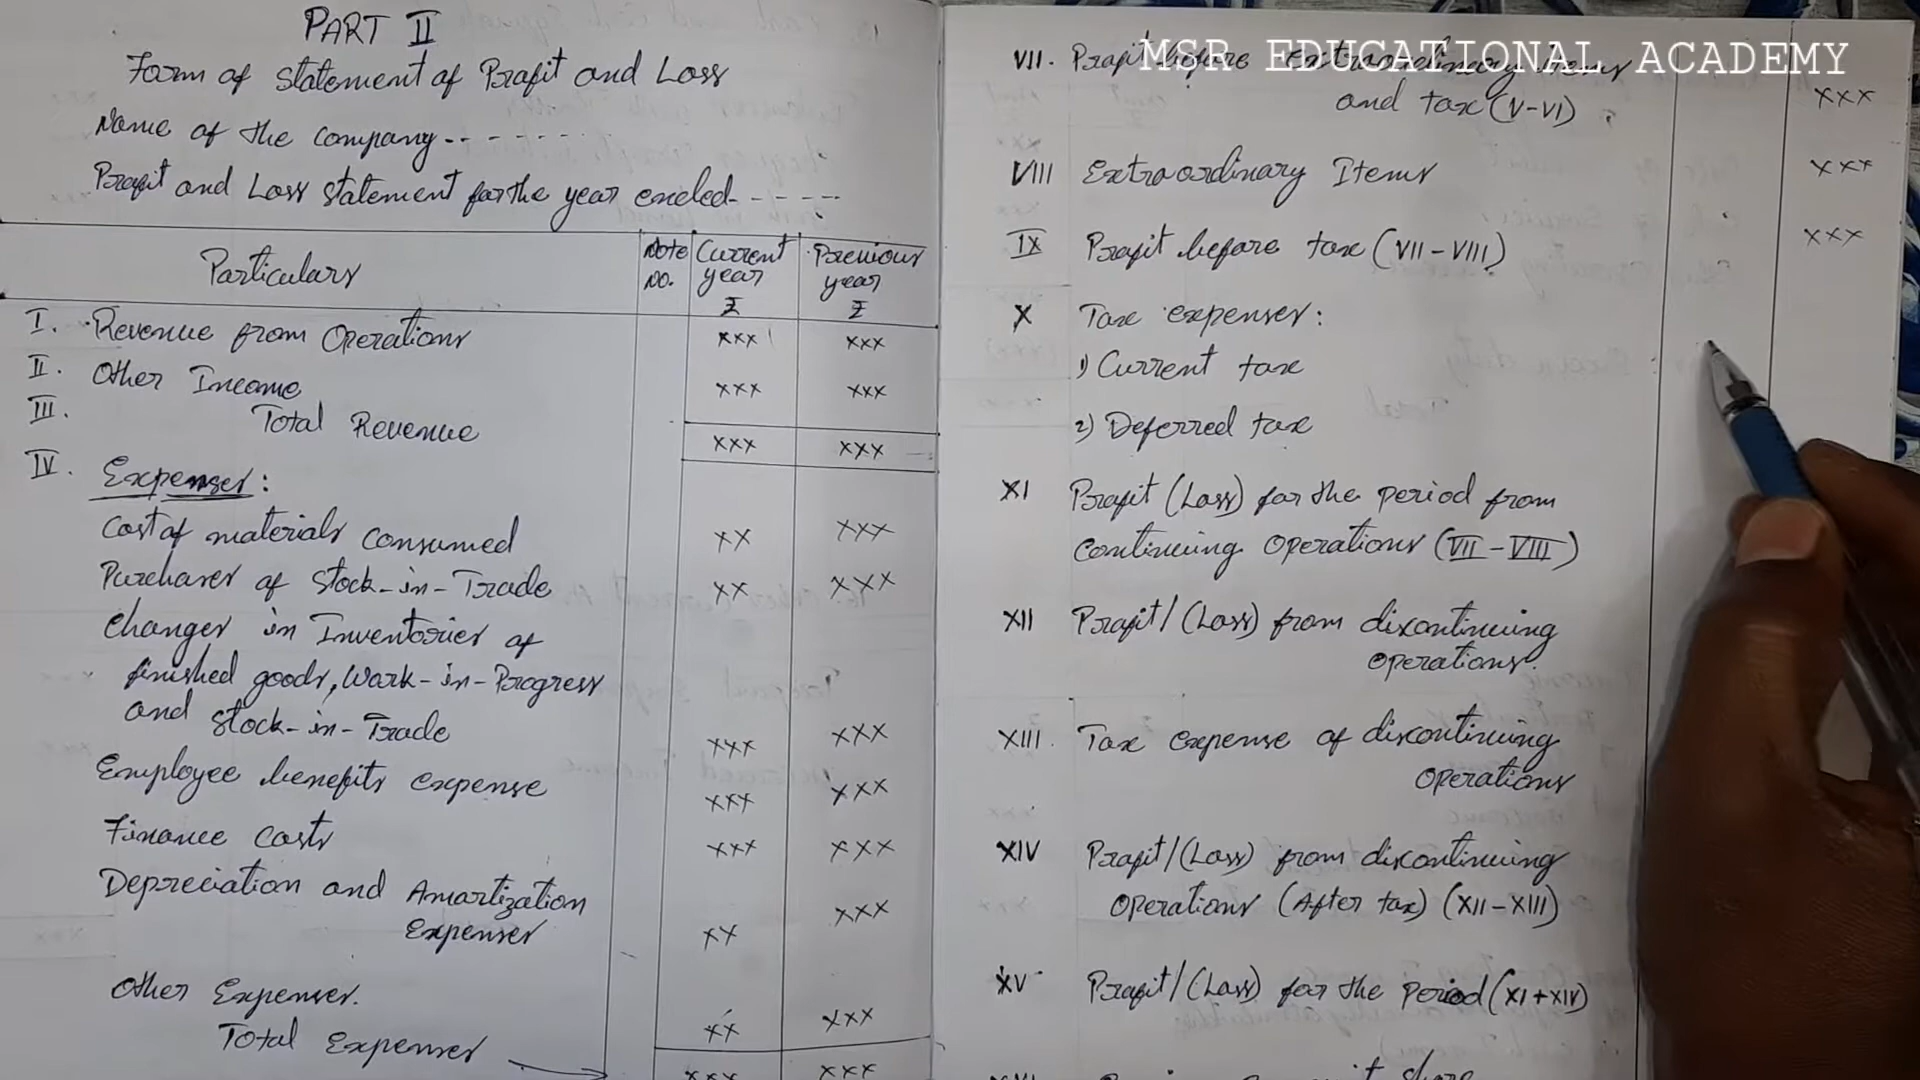 PART II
Form of Statement of Profit and Loss
Name of the Company - - - - - - -
Profit and Loss Statement for the year ended - - - - -
Particulars
Note No.
Current year ₹
Previous year ₹
I. Revenue from Operations xxx xxx
II. Other Income xxx xxx
III. Total Revenue xxx xxx
IV. Expenses:
Cost of materials consumed xx xxx
Purchases of Stock-in-Trade xx xxx
Changes in Inventories of
finished goods, Work-in-Progress
and Stock-in-Trade xxx xxx
Employee benefits expense xxx xxx
Finance Costs xxx xxx
Depreciation and Amortization
Expenses xx xxx
Other Expenses. xx xxx
Total Expenses xxx xxx
MSR EDUCATIONAL ACADEMY
VII. Profit before extraordinary items
and tax (V-VI) xxx
VIII Extraordinary Items xxx
IX Profit before tax (VII-VIII) xxx
X Tax expenses:
1) Current tax
2) Deferred tax
XI Profit (Loss) for the period from
Continuing Operations (VII-VIII)
XII Profit/(Loss) from discontinuing
operations.
XIII. Tax expense of discontinuing
Operations
XIV Profit/(Loss) from discontinuing
Operations (After tax) (XII-XIII)
XV Profit/(Loss) for the Period (XI+XIV)